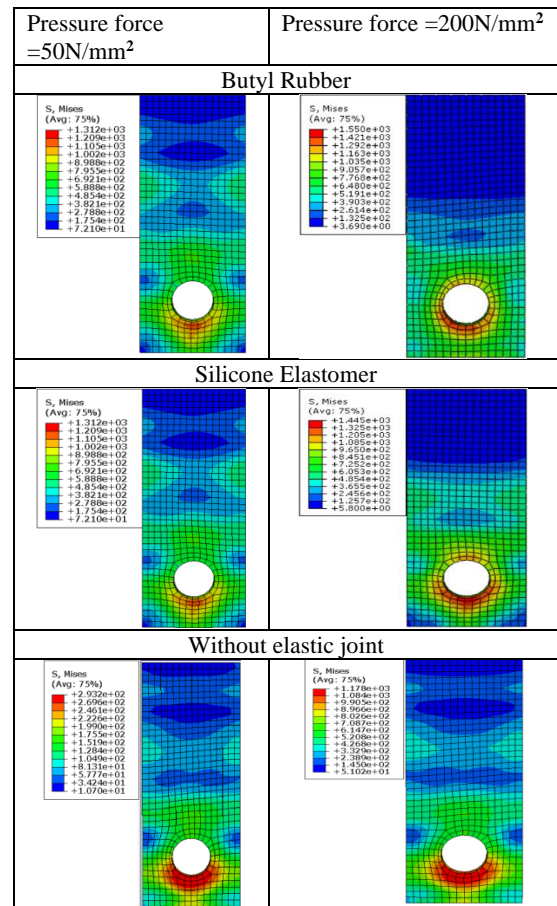 Pressure force
=50N/mm²
Pressure force =200N/mm²
Butyl Rubber
S, Mises
(Avg: 75%)
+1.312e+03
+1.209e+03
+1.105e+03
+1.002e+03
+8.988e+02
+7.955e+02
+6.921e+02
+5.888e+02
+4.854e+02
+3.821e+02
+2.788e+02
+1.754e+02
+7.210e+01
S, Mises
(Avg: 75%)
+1.550e+03
+1.421e+03
+1.292e+03
+1.163e+03
+1.035e+03
+9.057e+02
+7.768e+02
+6.480e+02
+5.191e+02
+3.903e+02
+2.614e+02
+1.325e+02
+3.690e+00
Silicone Elastomer
S, Mises
(Avg: 75%)
+1.312e+03
+1.209e+03
+1.105e+03
+1.002e+03
+8.988e+02
+7.955e+02
+6.921e+02
+5.888e+02
+4.854e+02
+3.821e+02
+2.788e+02
+1.754e+02
+7.210e+01
S, Mises
(Avg: 75%)
+1.445e+03
+1.325e+03
+1.205e+03
+1.085e+03
+9.650e+02
+8.451e+02
+7.252e+02
+6.053e+02
+4.854e+02
+3.655e+02
+2.456e+02
+1.257e+02
+5.800e+00
Without elastic joint
S, Mises
(Avg: 75%)
+2.932e+02
+2.696e+02
+2.461e+02
+2.226e+02
+1.990e+02
+1.755e+02
+1.519e+02
+1.284e+02
+1.049e+02
+8.131e+01
+5.777e+01
+3.424e+01
+1.070e+01
S, Mises
(Avg: 75%)
+1.178e+03
+1.084e+03
+9.905e+02
+8.966e+02
+8.026e+02
+7.087e+02
+6.147e+02
+5.208e+02
+4.268e+02
+3.329e+02
+2.389e+02
+1.450e+02
+5.102e+01